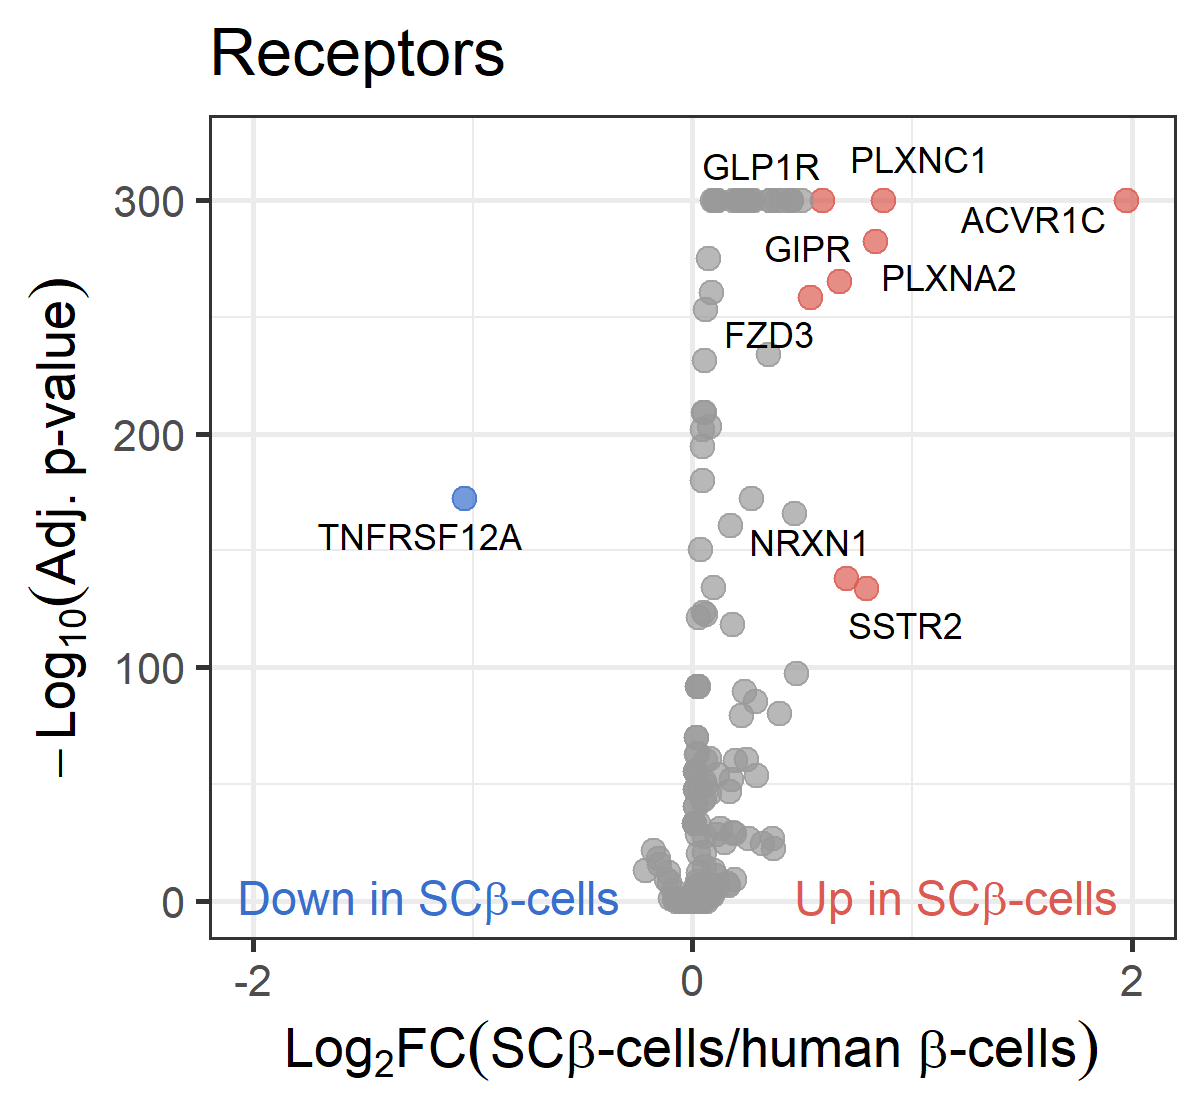 Receptors
GLP1R
PLXNC1
300
ACVR1C
GIPR
PLXNA2
FZD3
200
TNFRSF12A
NRXN1
SSTR2
100
0
Down in SCβ-cells
Up in SCβ-cells
-2
0
2
Log₂FC(SCβ-cells/human β-cells)
−Log₁₀(Adj. p-value)